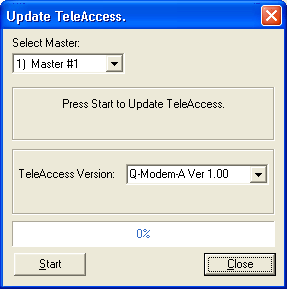 Update TeleAccess.
Select Master:
1) Master #1
Press Start to Update TeleAccess.
TeleAccess Version: Q-Modem-A Ver 1.00
0%
Start Close